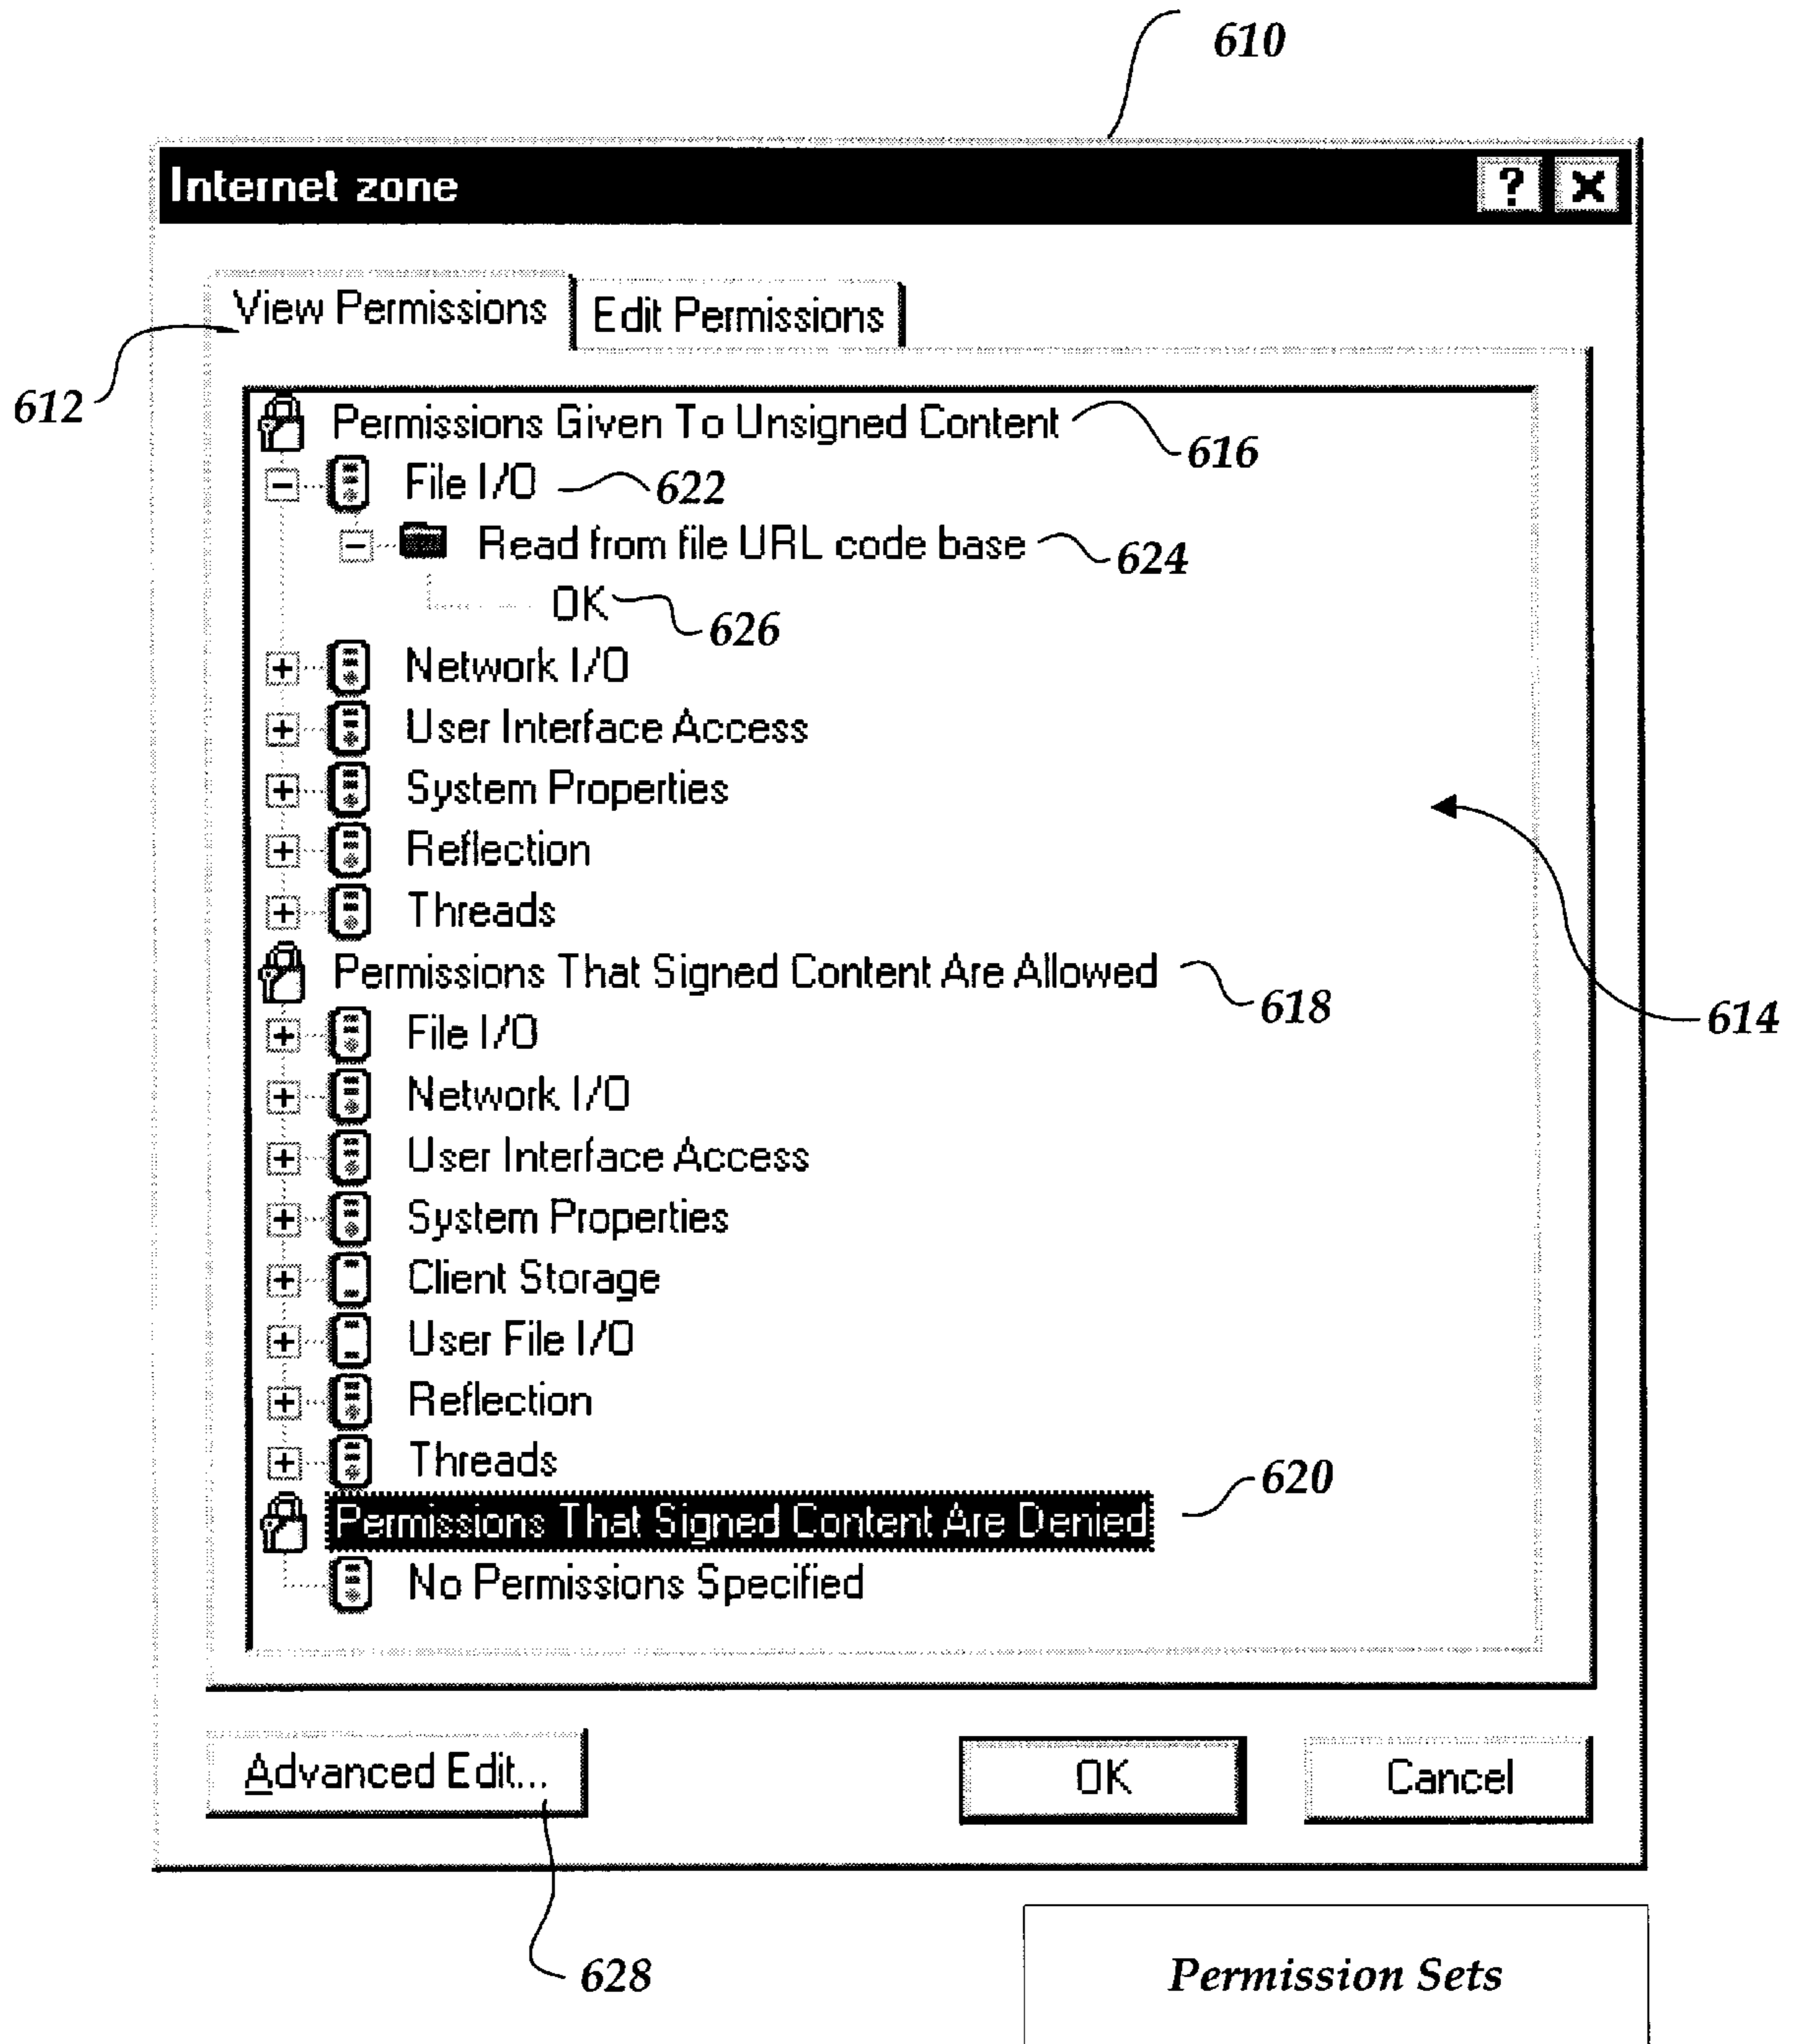 610
Internet zone ? X
View Permissions Edit Permissions
612
Permissions Given To Unsigned Content 616
File I/O 622
Read from file URL code base 624
OK 626
Network I/O
User Interface Access
System Properties
Reflection
Threads
Permissions That Signed Content Are Allowed 618
614
File I/O
Network I/O
User Interface Access
System Properties
Client Storage
User File I/O
Reflection
Threads
620
Permissions That Signed Content Are Denied
No Permissions Specified
Advanced Edit... OK Cancel
628
Permission Sets